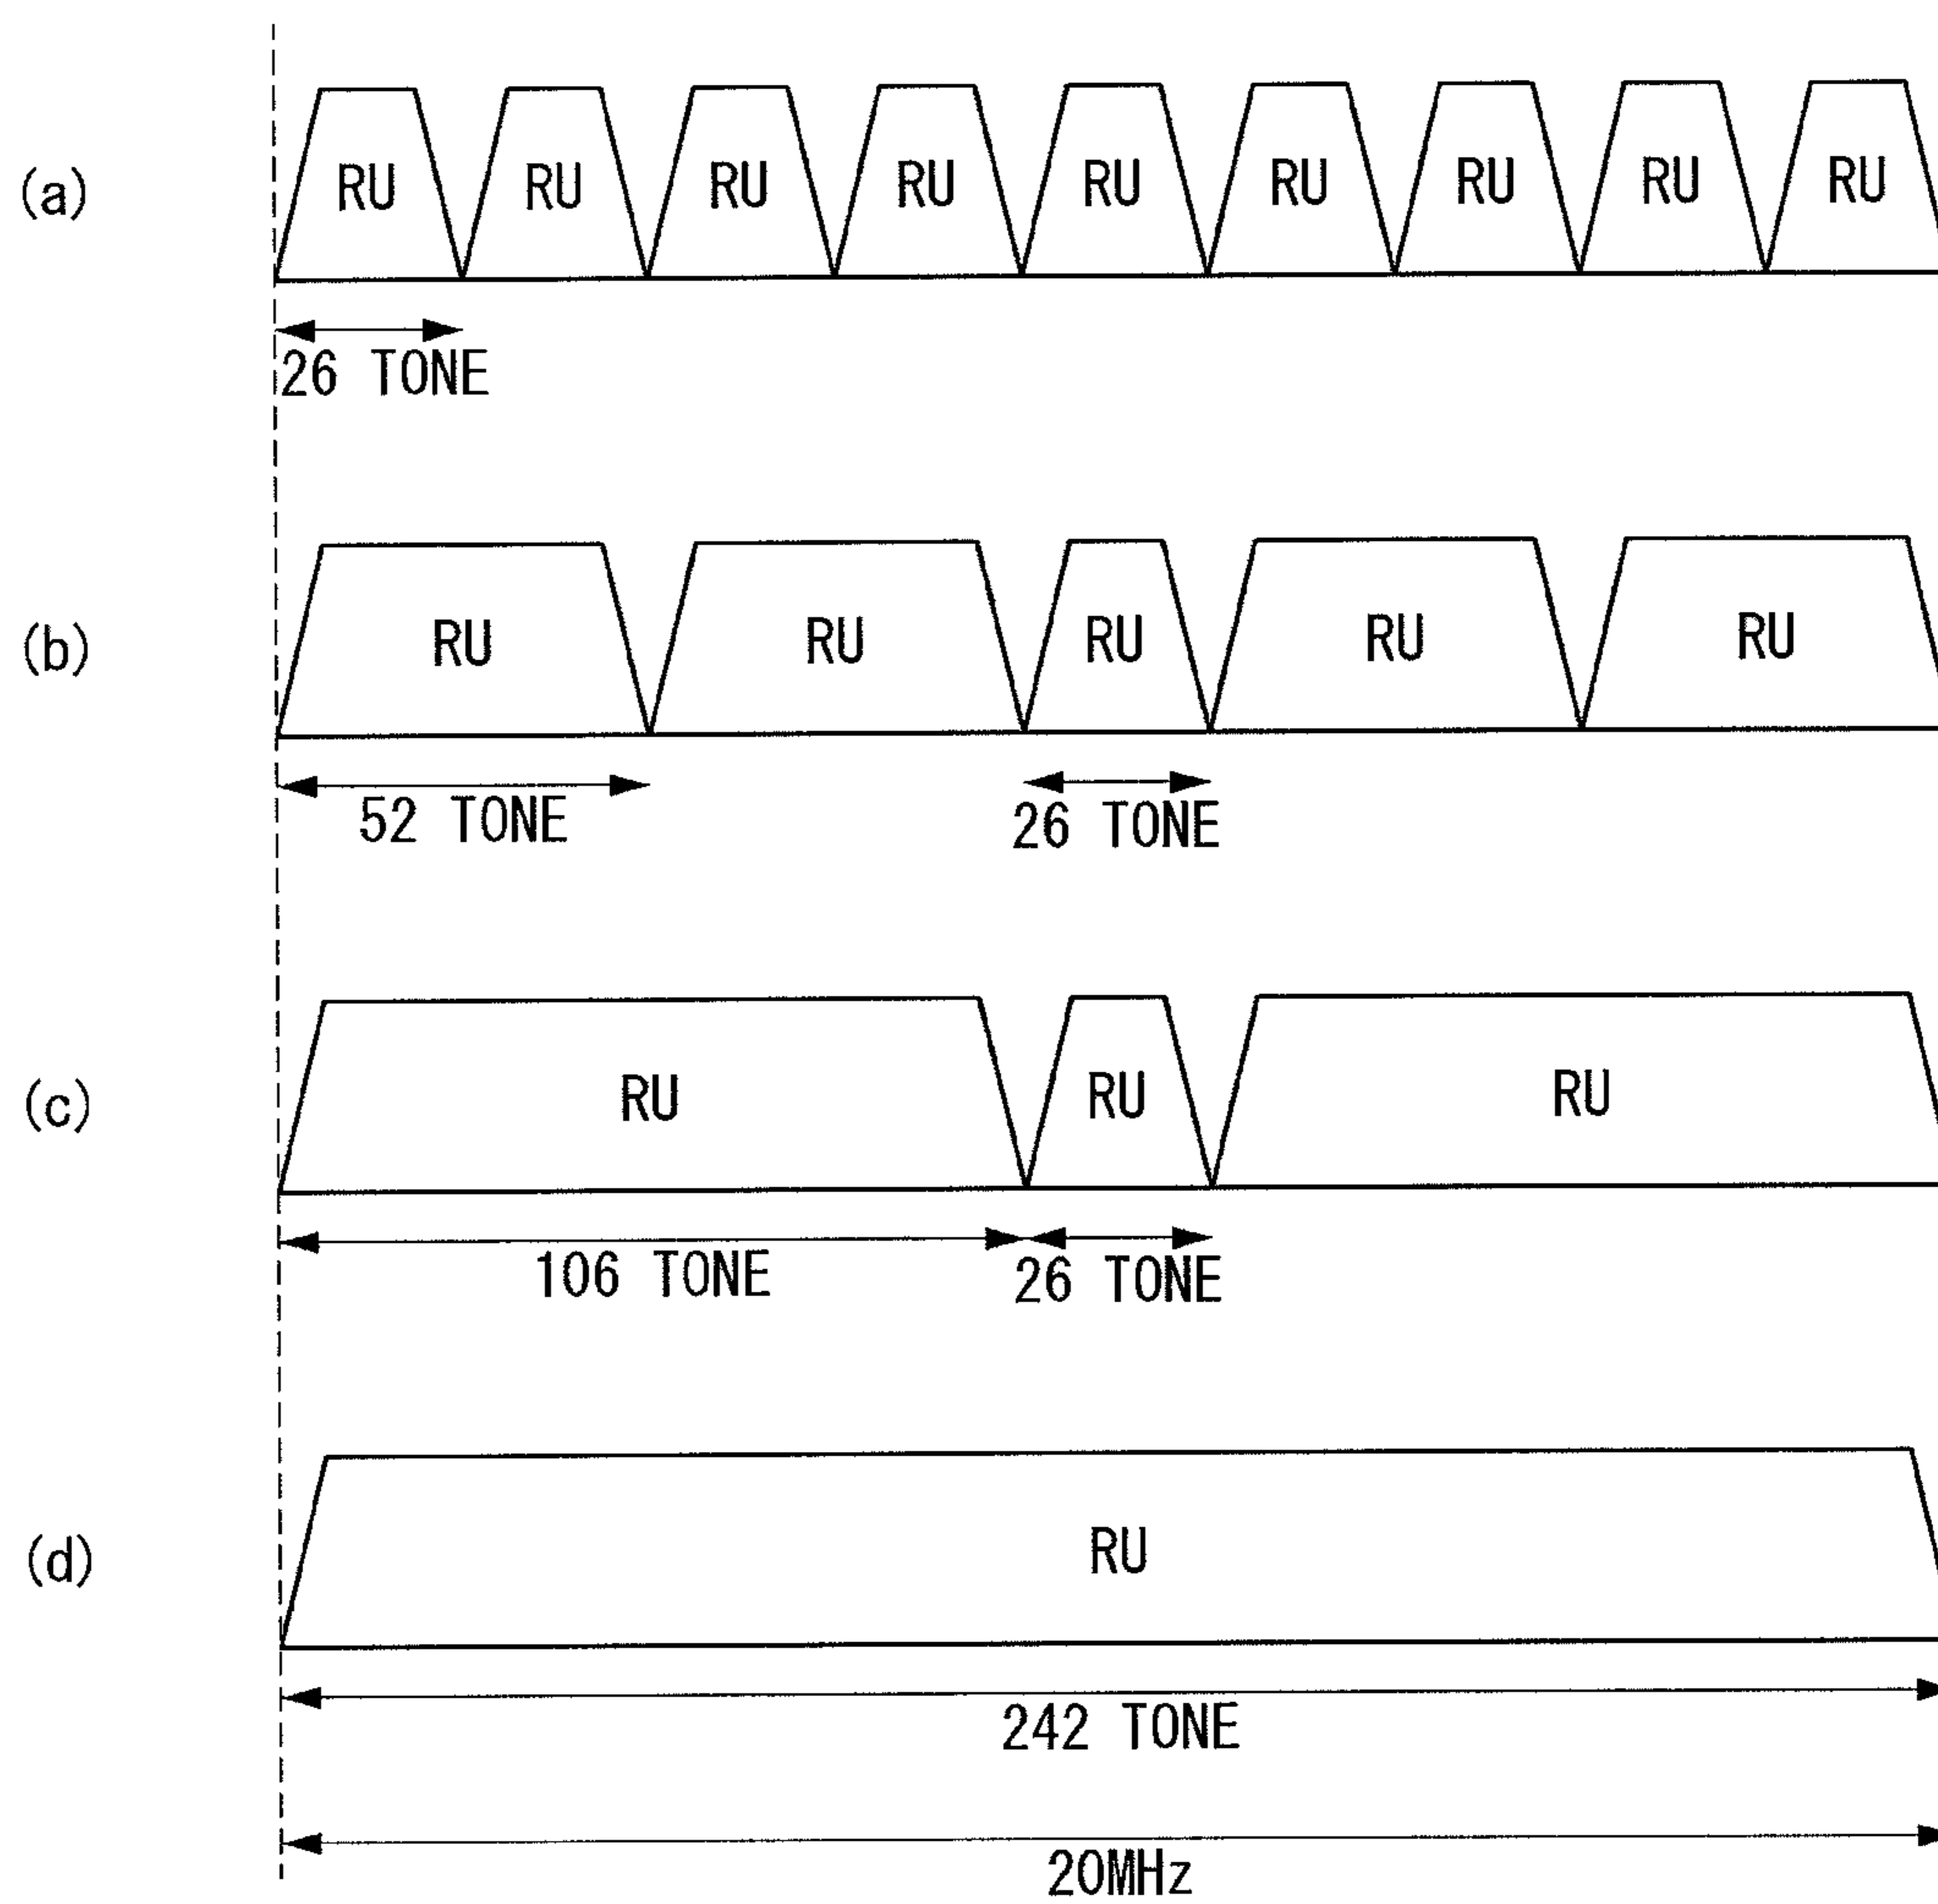 (a) RU RU RU RU RU RU RU RU RU
26 TONE
(b) RU RU RU RU RU
52 TONE 26 TONE
(c) RU RU RU
106 TONE 26 TONE
(d) RU
242 TONE
20MHz